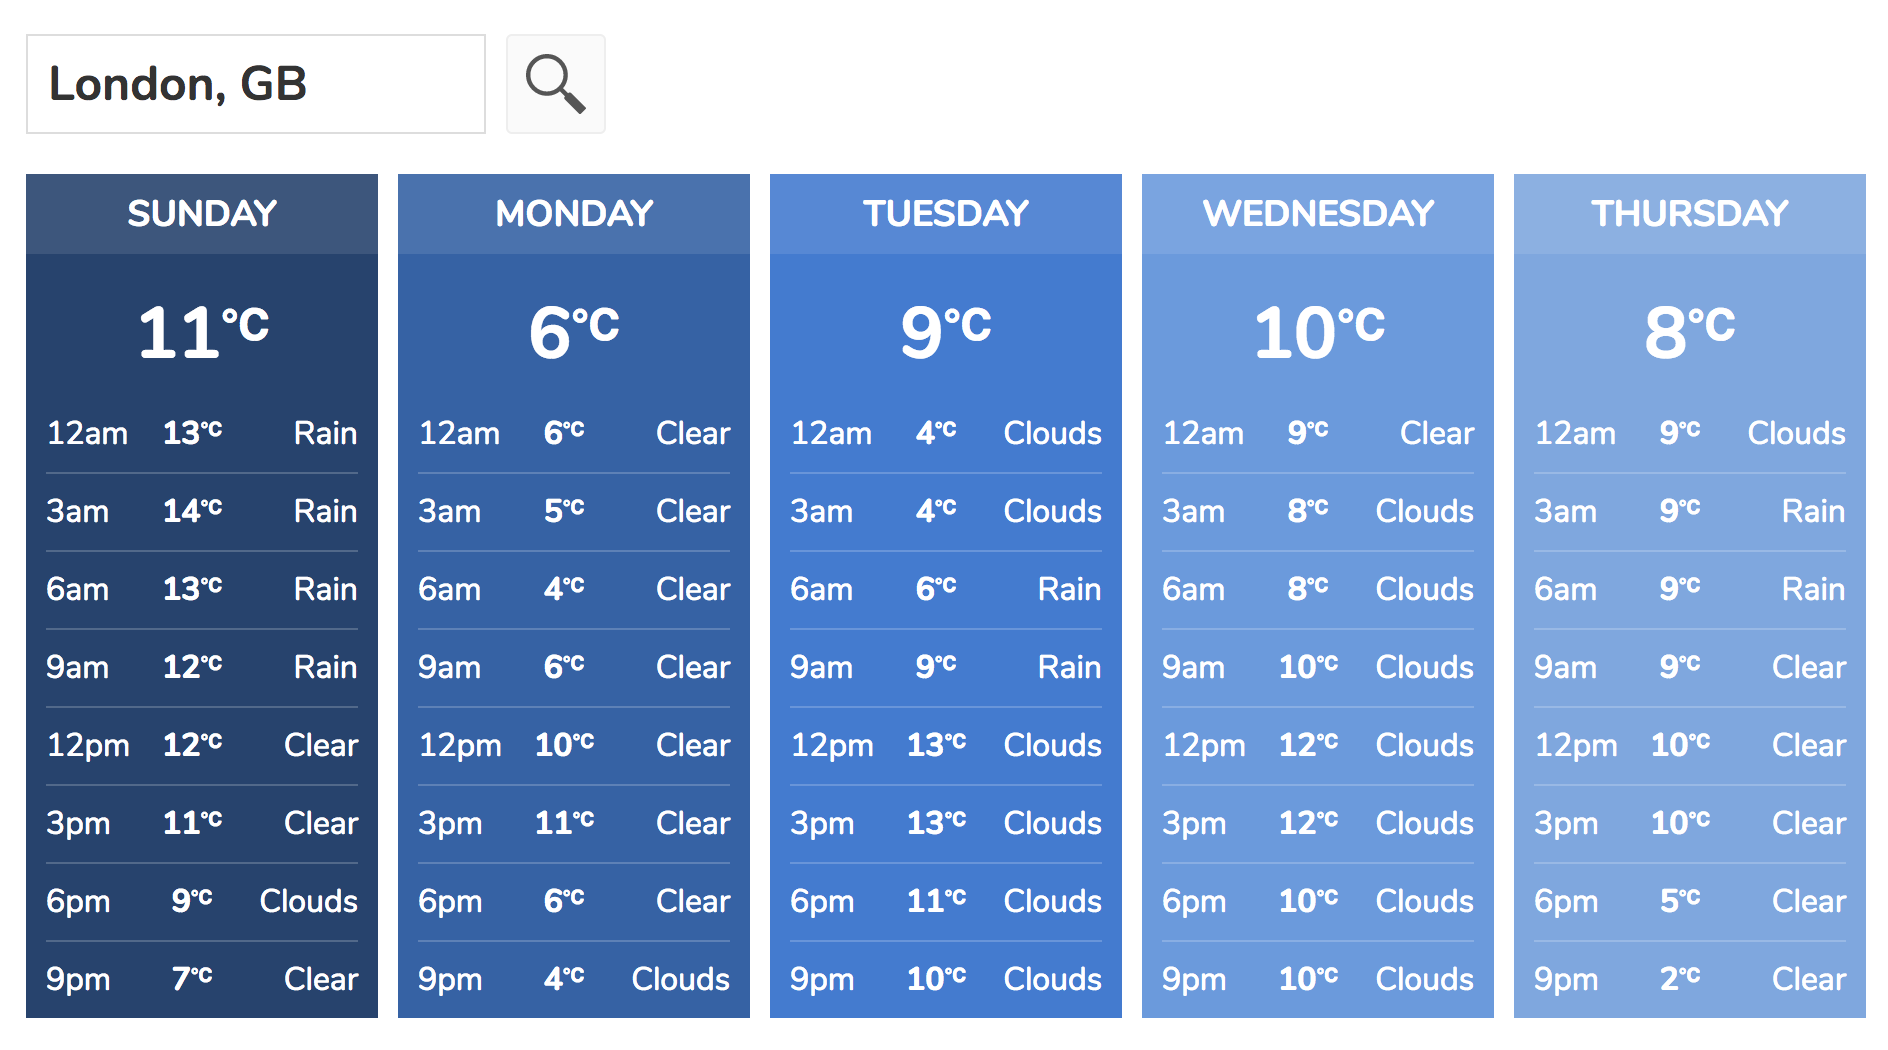 London, GB
SUNDAY
11°C
12am 13°C Rain
3am 14°C Rain
6am 13°C Rain
9am 12°C Rain
12pm 12°C Clear
3pm 11°C Clear
6pm 9°C Clouds
9pm 7°C Clear
MONDAY
6°C
12am 6°C Clear
3am 5°C Clear
6am 4°C Clear
9am 6°C Clear
12pm 10°C Clear
3pm 11°C Clear
6pm 6°C Clear
9pm 4°C Clouds
TUESDAY
9°C
12am 4°C Clouds
3am 4°C Clouds
6am 6°C Rain
9am 9°C Rain
12pm 13°C Clouds
3pm 13°C Clouds
6pm 11°C Clouds
9pm 10°C Clouds
WEDNESDAY
10°C
12am 9°C Clear
3am 8°C Clouds
6am 8°C Clouds
9am 10°C Clouds
12pm 12°C Clouds
3pm 12°C Clouds
6pm 10°C Clouds
9pm 10°C Clouds
THURSDAY
8°C
12am 9°C Clouds
3am 9°C Rain
6am 9°C Rain
9am 9°C Clear
12pm 10°C Clear
3pm 10°C Clear
6pm 5°C Clear
9pm 2°C Clear